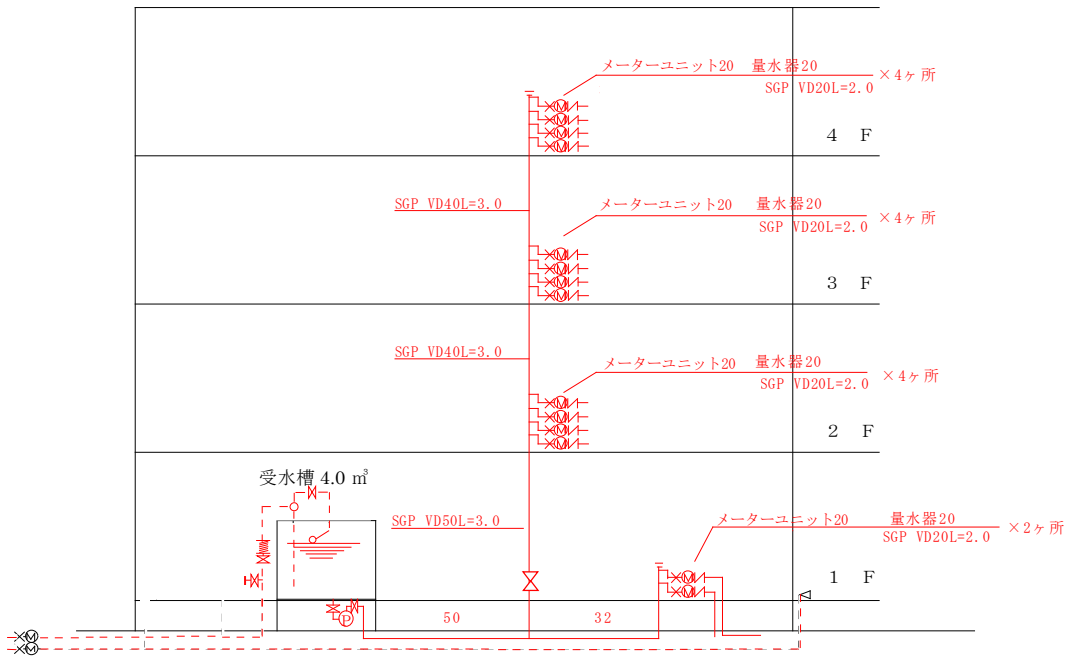 メーターユニット20 量水器20
SGP VD20L=2.0
×4ヶ所
M
M
M
M
4 F
SGP VD40L=3.0
メーターユニット20 量水器20
SGP VD20L=2.0
×4ヶ所
M
M
M
M
3 F
SGP VD40L=3.0
メーターユニット20 量水器20
SGP VD20L=2.0
×4ヶ所
M
M
M
M
2 F
受水槽 4.0 ㎥
SGP VD50L=3.0
メーターユニット20 量水器20
SGP VD20L=2.0
×2ヶ所
M
M
1 F
P
50
32
M
M